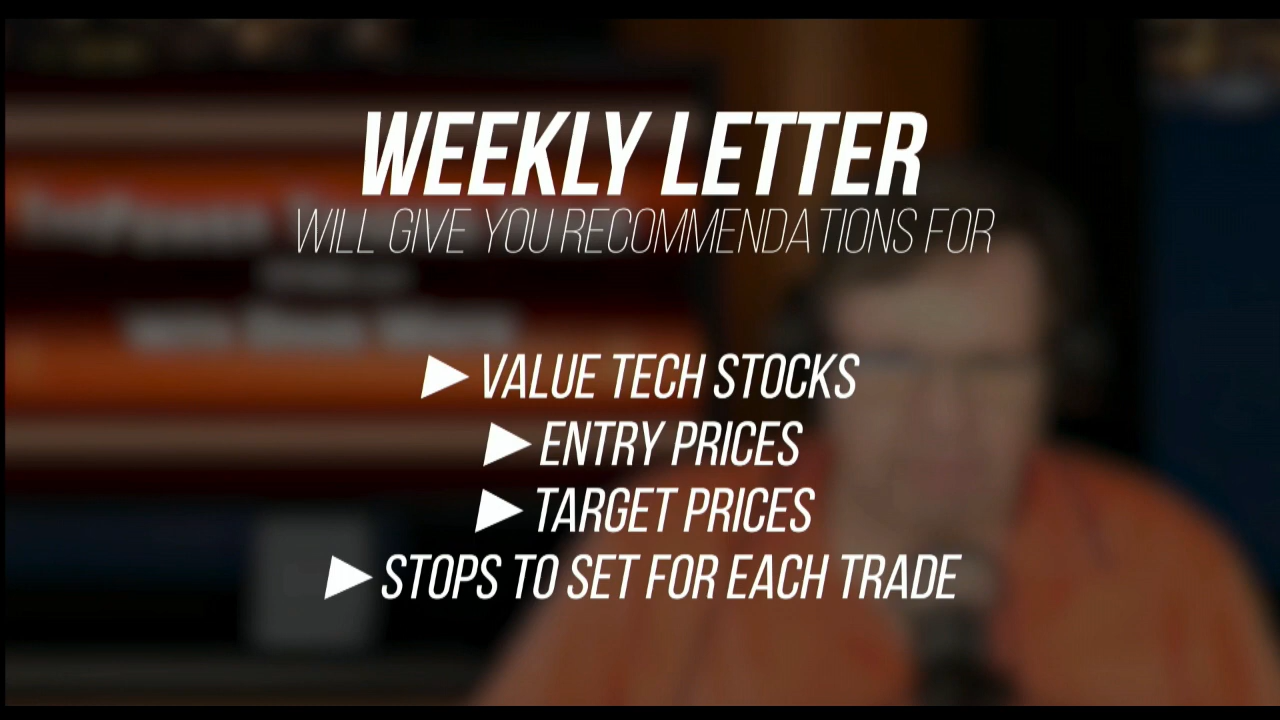 WEEKLY LETTER
WILL GIVE YOU RECOMMENDATIONS FOR
► VALUE TECH STOCKS
► ENTRY PRICES
► TARGET PRICES
► STOPS TO SET FOR EACH TRADE